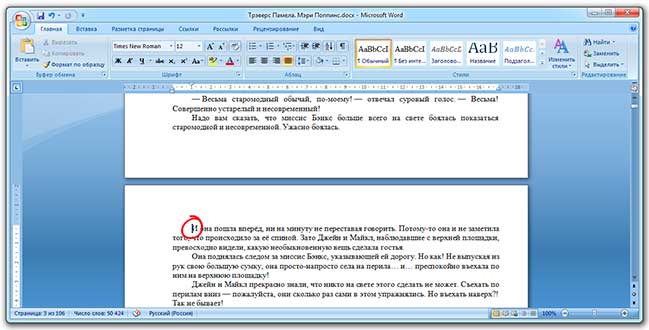 Трэверс Памела. Мэри Поппинс.docx - Microsoft Word
Главная Вставка Разметка страницы Ссылки Рассылки Рецензирование Вид
Вставить
Вырезать
Копировать
Формат по образцу
Буфер обмена
Times New Roman 12
Шрифт
Абзац
AaBbCcI AaBbCcI AaBbCcI АаВ AaBbCc.
¶ Обычный ¶ Без инте... Заголово... Название Подзагол...
Изменить стили
Стили
Найти
Заменить
Выделить
Редактирование
— Весьма старомодный обычай, по-моему! — отвечал суровый голос. — Весьма!
Совершенно устарелый и несовременный!
Надо вам сказать, что миссис Бэнкс больше всего на свете боялась показаться
старомодной и несовременной. Ужасно боялась.
И она пошла вперёд, ни на минуту не переставая говорить. Потому-то она и не заметила
того, что происходило за её спиной. Зато Джейн и Майкл, наблюдавшие с верхней площадки,
превосходно видели, какую необыкновенную вещь сделала гостья.
Она поднялась следом за миссис Бэнкс, указывающей ей дорогу. Но как! Не выпуская из
рук свою большую сумку, она просто-напросто села на перила… и… преспокойно въехала по
ним на верхнюю площадку!
Джейн и Майкл прекрасно знали, что никто на свете этого сделать не может. Съехать по
перилам вниз — пожалуйста, они сколько раз сами в этом упражнялись. Но въехать наверх?!
Так не бывает!
Страница: 3 из 106 Число слов: 50 424 Русский (Россия) 100%